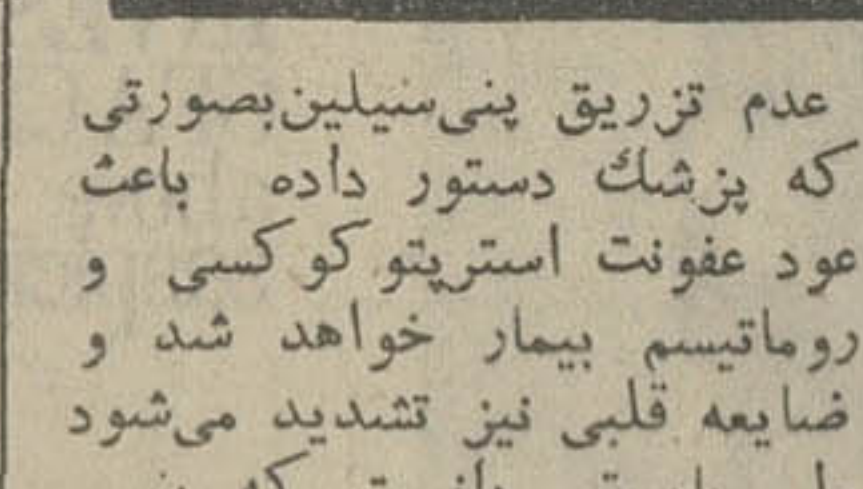 عدم تزریق پنی‌سیلین بصورتی
که پزشك دستور داده باعث
عود عفونت استرپتوکوکسی و
روماتیسم بیمار خواهد شد و
ضایعه قلبی نیز تشدید می‌شود